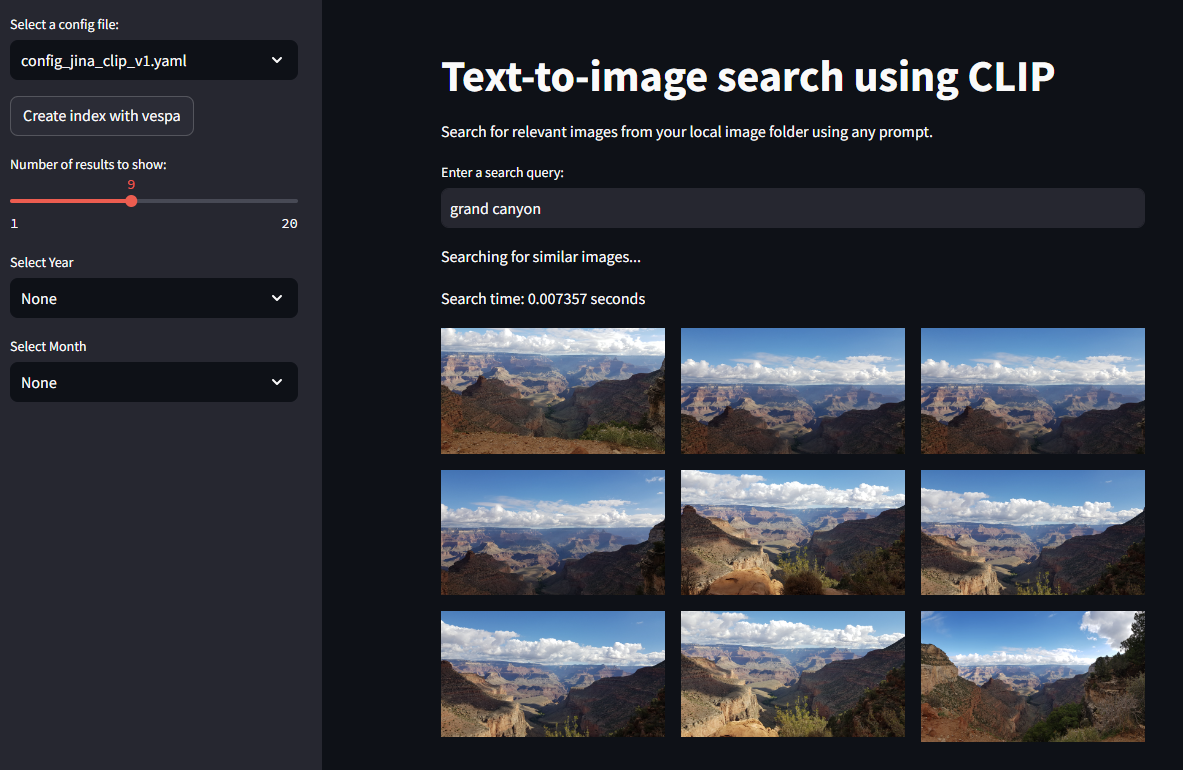 Select a config file:
config_jina_clip_v1.yaml
Create index with vespa
Number of results to show:
9
1
20
Select Year
None
Select Month
None
Text-to-image search using CLIP
Search for relevant images from your local image folder using any prompt.
Enter a search query:
grand canyon
Searching for similar images...
Search time: 0.007357 seconds